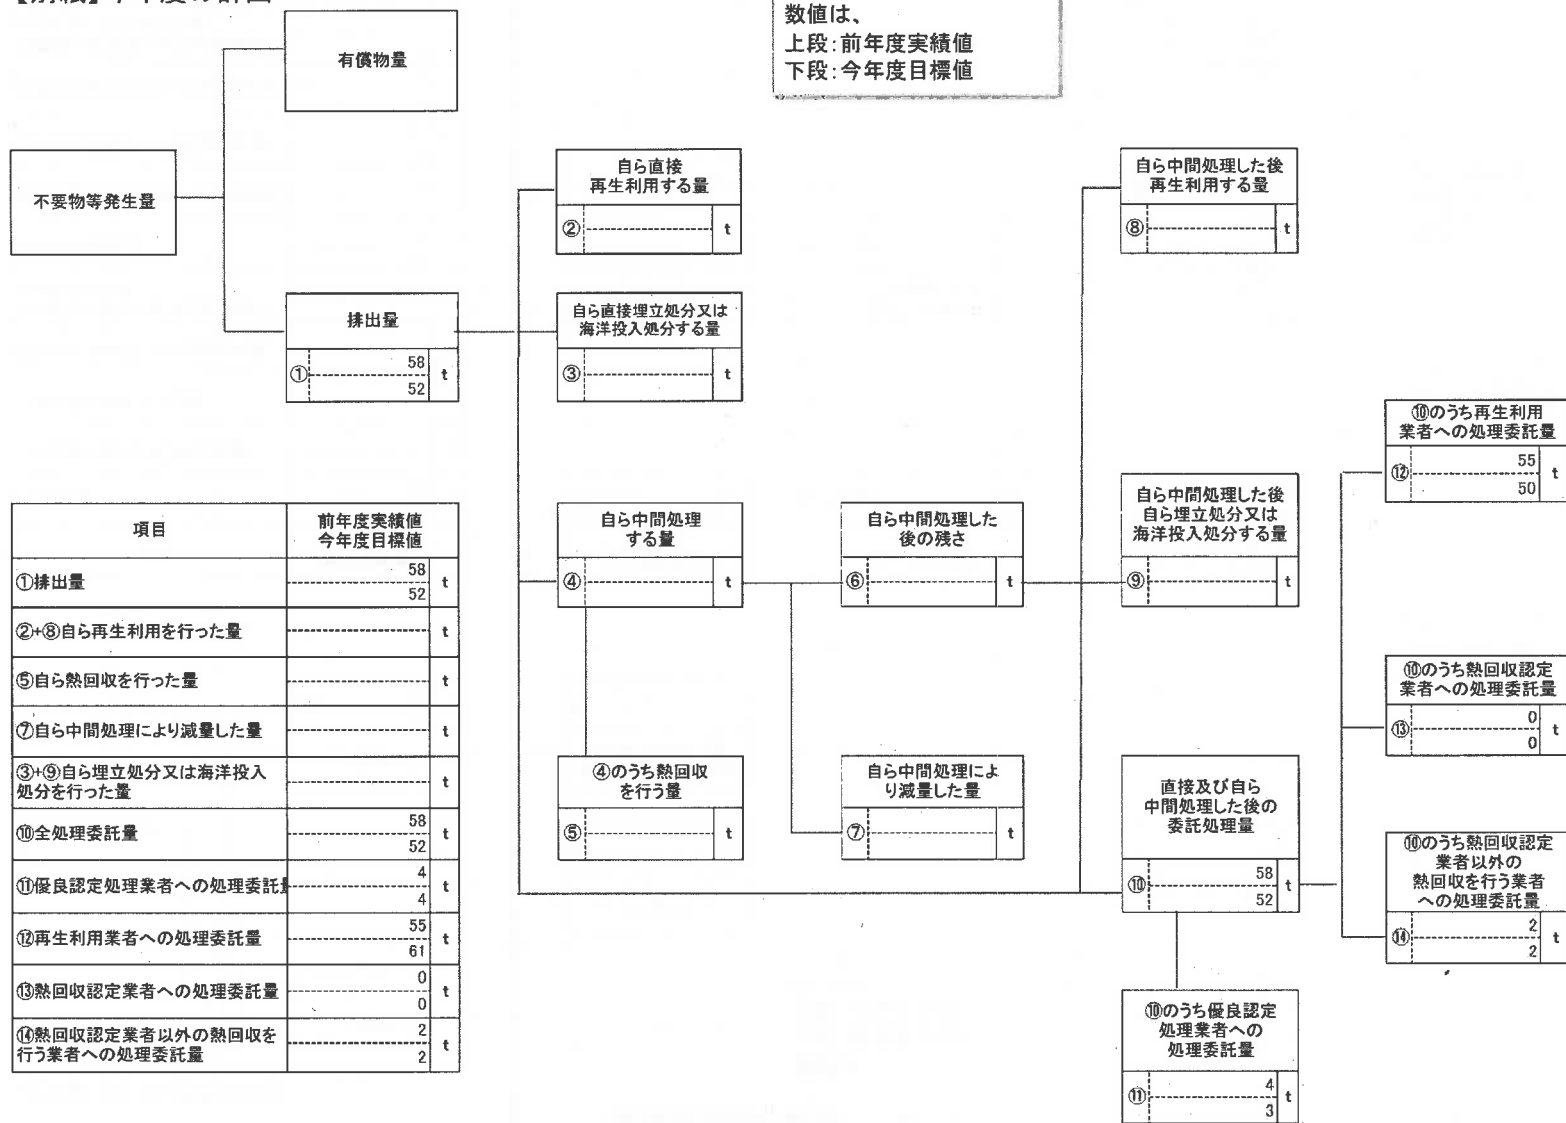 数値は、
上段:前年度実績値
下段:今年度目標値
有償物量
不要物等発生量
排出量
① 58 t
52
自ら直接
再生利用する量
② t
自ら直接埋立処分又は
海洋投入処分する量
③ t
自ら中間処理
する量
④ t
④のうち熱回収
を行う量
⑤ t
自ら中間処理した
後の残さ
⑥ t
自ら中間処理によ
り減量した量
⑦ t
自ら中間処理した後
再生利用する量
⑧ t
自ら中間処理した後
自ら埋立処分又は
海洋投入処分する量
⑨ t
直接及び自ら
中間処理した後の
委託処理量
⑩ 58 t
52
⑩のうち優良認定
処理業者への
処理委託量
⑪ 4 t
3
⑩のうち再生利用
業者への処理委託量
⑫ 55 t
50
⑩のうち熱回収認定
業者への処理委託量
⑬ 0 t
0
⑩のうち熱回収認定
業者以外の
熱回収を行う業者
への処理委託量
⑭ 2 t
2
項目 前年度実績値
今年度目標値
①排出量 58 t
52
②+⑧自ら再生利用を行った量 t
⑤自ら熱回収を行った量 t
⑦自ら中間処理により減量した量 t
③+⑨自ら埋立処分又は海洋投入
処分を行った量 t
⑩全処理委託量 58 t
52
⑪優良認定処理業者への処理委託 4 t
4
⑫再生利用業者への処理委託量 55 t
61
⑬熱回収認定業者への処理委託量 0 t
0
⑭熱回収認定業者以外の熱回収を 2 t
行う業者への処理委託量 2